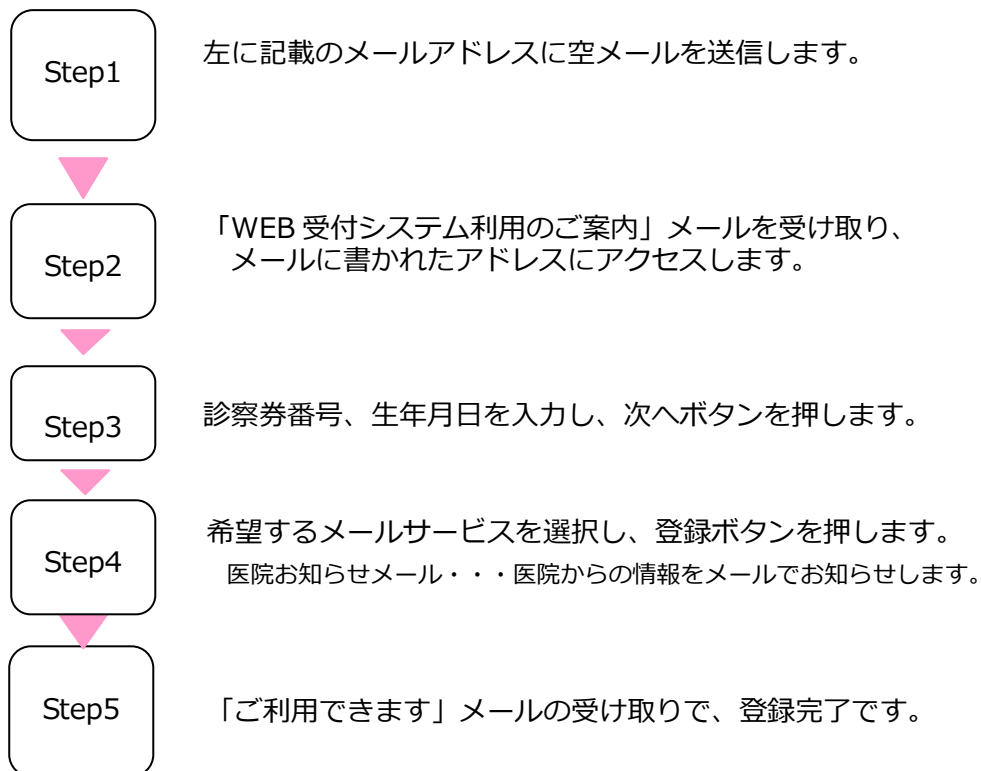 Step1
左に記載のメールアドレスに空メールを送信します。
Step2
「WEB 受付システム利用のご案内」メールを受け取り、
メールに書かれたアドレスにアクセスします。
Step3
診察券番号、生年月日を入力し、次へボタンを押します。
Step4
希望するメールサービスを選択し、登録ボタンを押します。
医院お知らせメール・・・医院からの情報をメールでお知らせします。
Step5
「ご利用できます」メールの受け取りで、登録完了です。